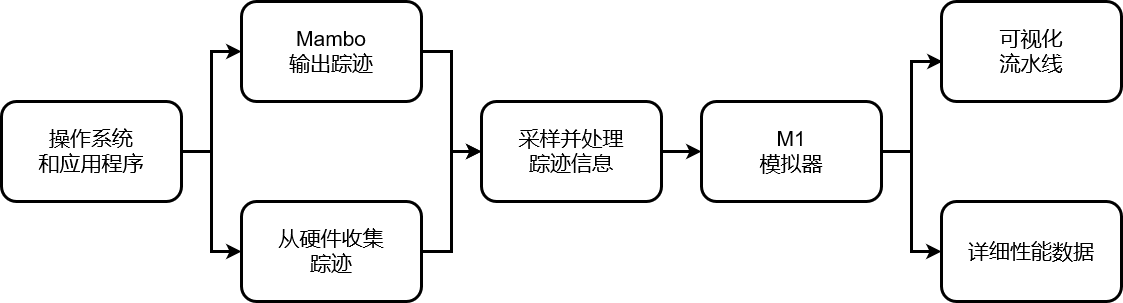 操作系统
和应用程序
Mambo
输出踪迹
从硬件收集
踪迹
采样并处理
踪迹信息
M1
模拟器
可视化
流水线
详细性能数据